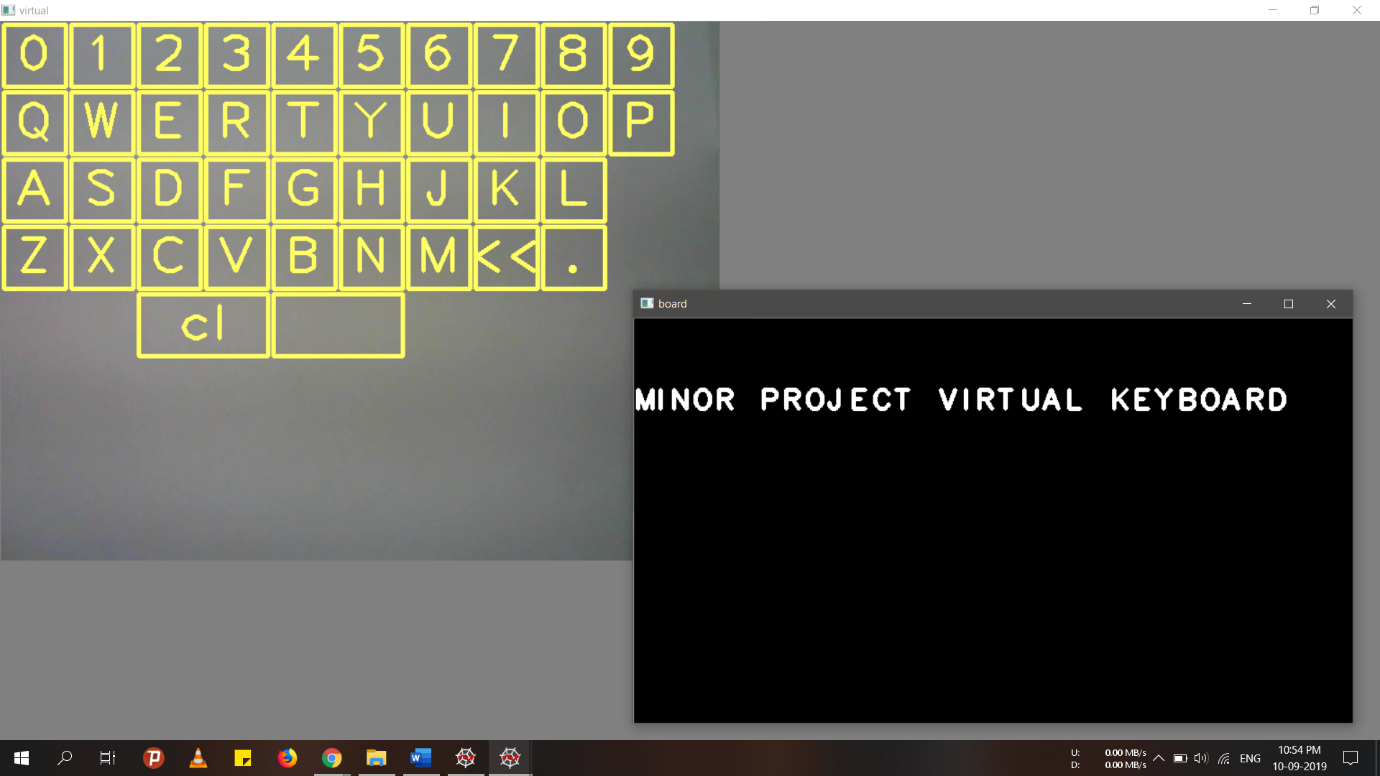 virtual
0 1 2 3 4 5 6 7 8 9
Q W E R T Y U I O P
A S D F G H J K L
Z X C V B N M << .
cl
board
MINOR PROJECT VIRTUAL KEYBOARD
U: 0.00 MB/s
D: 0.00 MB/s
ENG
10:54 PM
10-09-2019